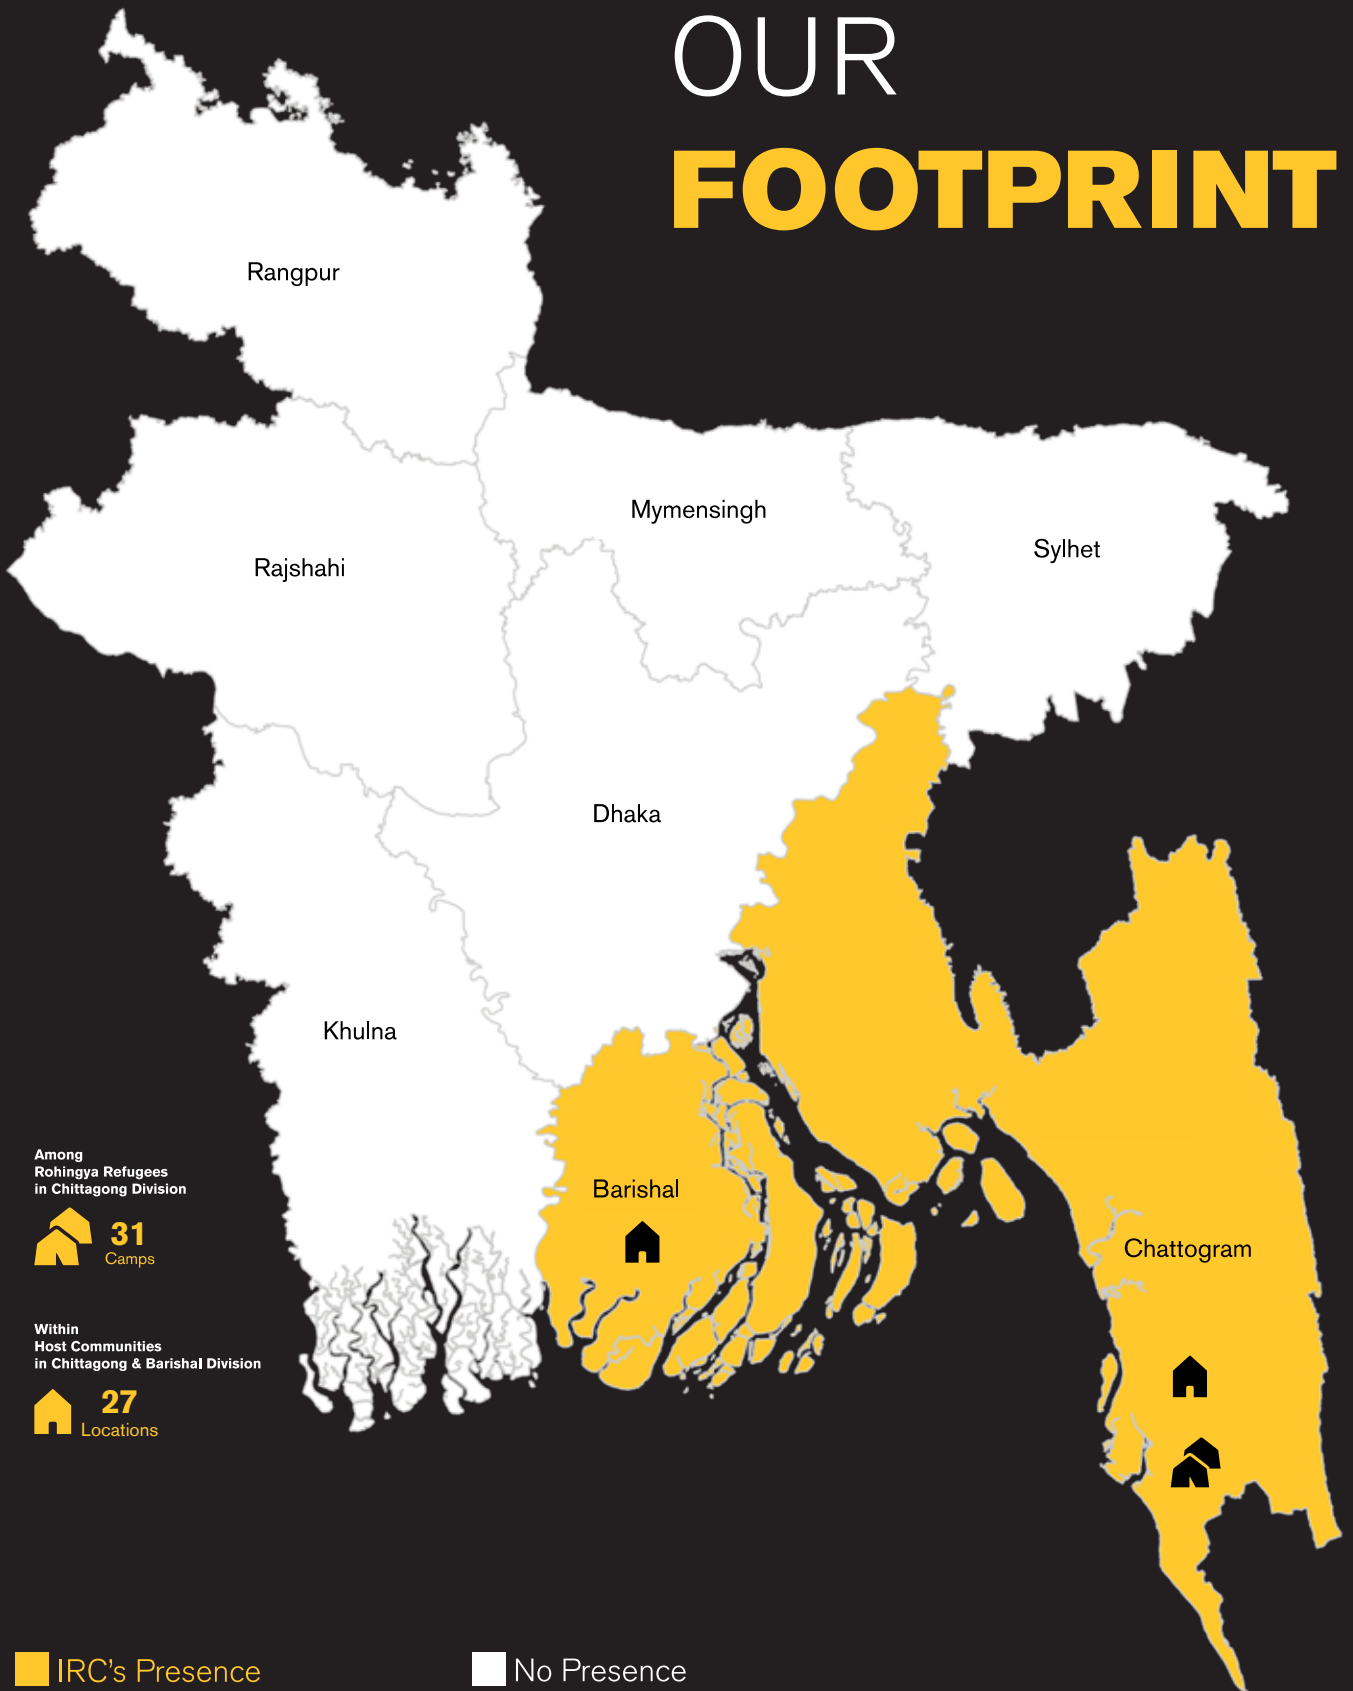 OUR
FOOTPRINT
Rangpur
Mymensingh
Sylhet
Rajshahi
Dhaka
Khulna
Barishal
Chattogram
Among
Rohingya Refugees
in Chittagong Division
31
Camps
Within
Host Communities
in Chittagong & Barishal Division
27
Locations
IRC's Presence
No Presence